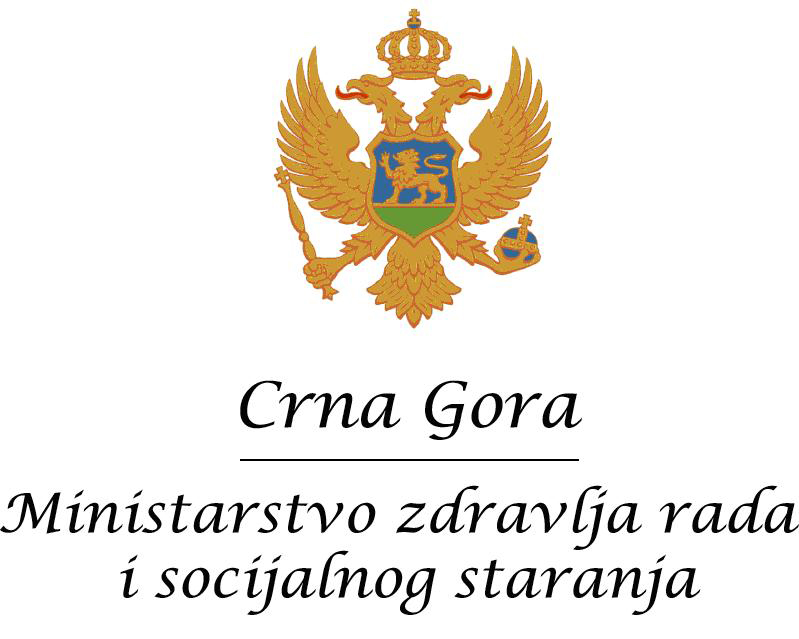 Crna Gora
Ministarstvo zdravlja rada
i socijalnog staranja